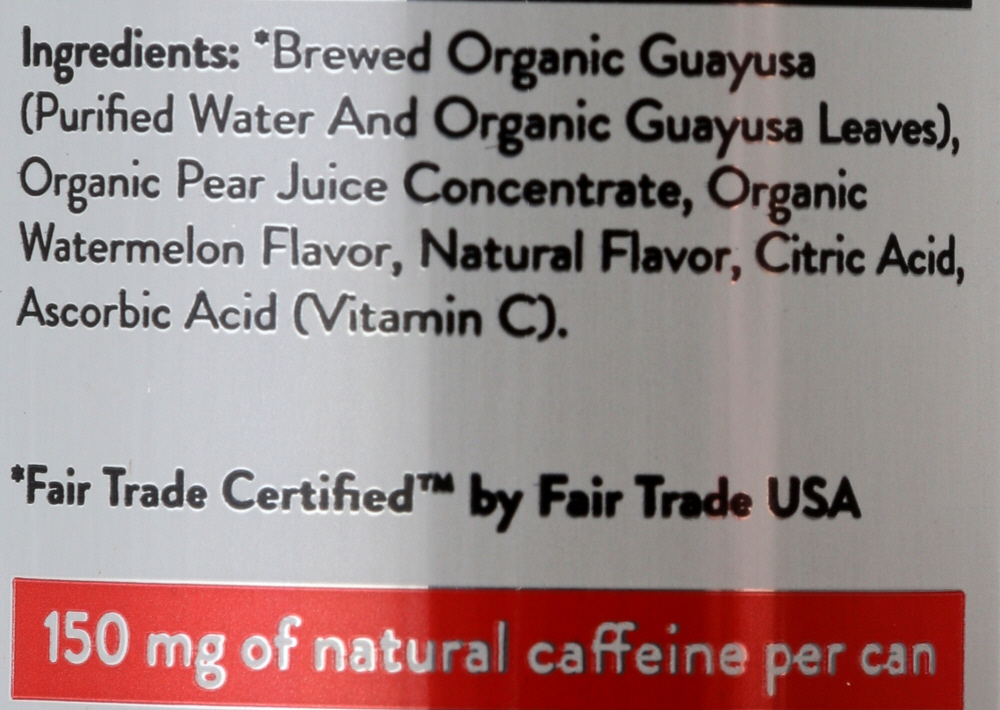 Ingredients: *Brewed Organic Guayusa
(Purified Water And Organic Guayusa Leaves),
Organic Pear Juice Concentrate, Organic
Watermelon Flavor, Natural Flavor, Citric Acid,
Ascorbic Acid (Vitamin C).
*Fair Trade Certified™ by Fair Trade USA
150 mg of natural caffeine per can